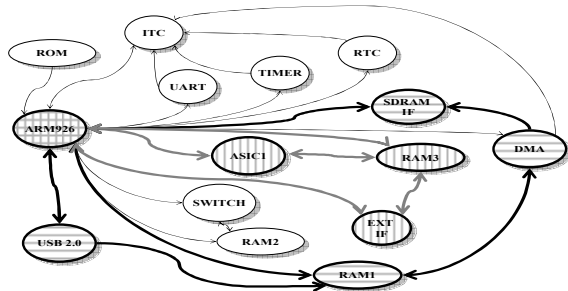 ITC
ROM
RTC
TIMER
UART
SDRAM
IF
ARM926
ASIC1
RAM3
DMA
SWITCH
EXT
IF
USB 2.0
RAM2
RAM1